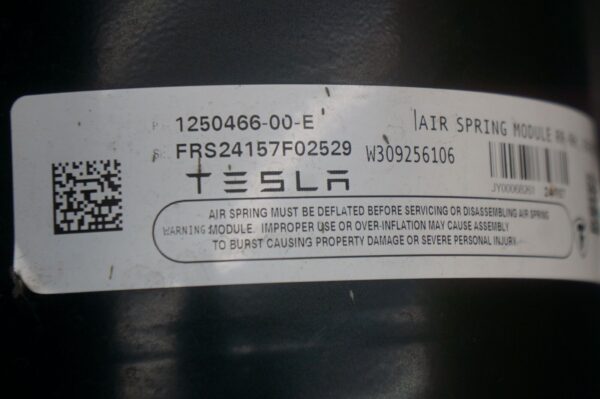 1250466-00-E
AIR SPRING MODULE
FRS24157F02529 W309256106
TESLA
WARNING
AIR SPRING MUST BE DEFLATED BEFORE SERVICING OR DISASSEMBLING AIR SPRING
MODULE. IMPROPER USE OR OVER-INFLATION MAY CAUSE ASSEMBLY
TO BURST CAUSING PROPERTY DAMAGE OR SEVERE PERSONAL INJURY.